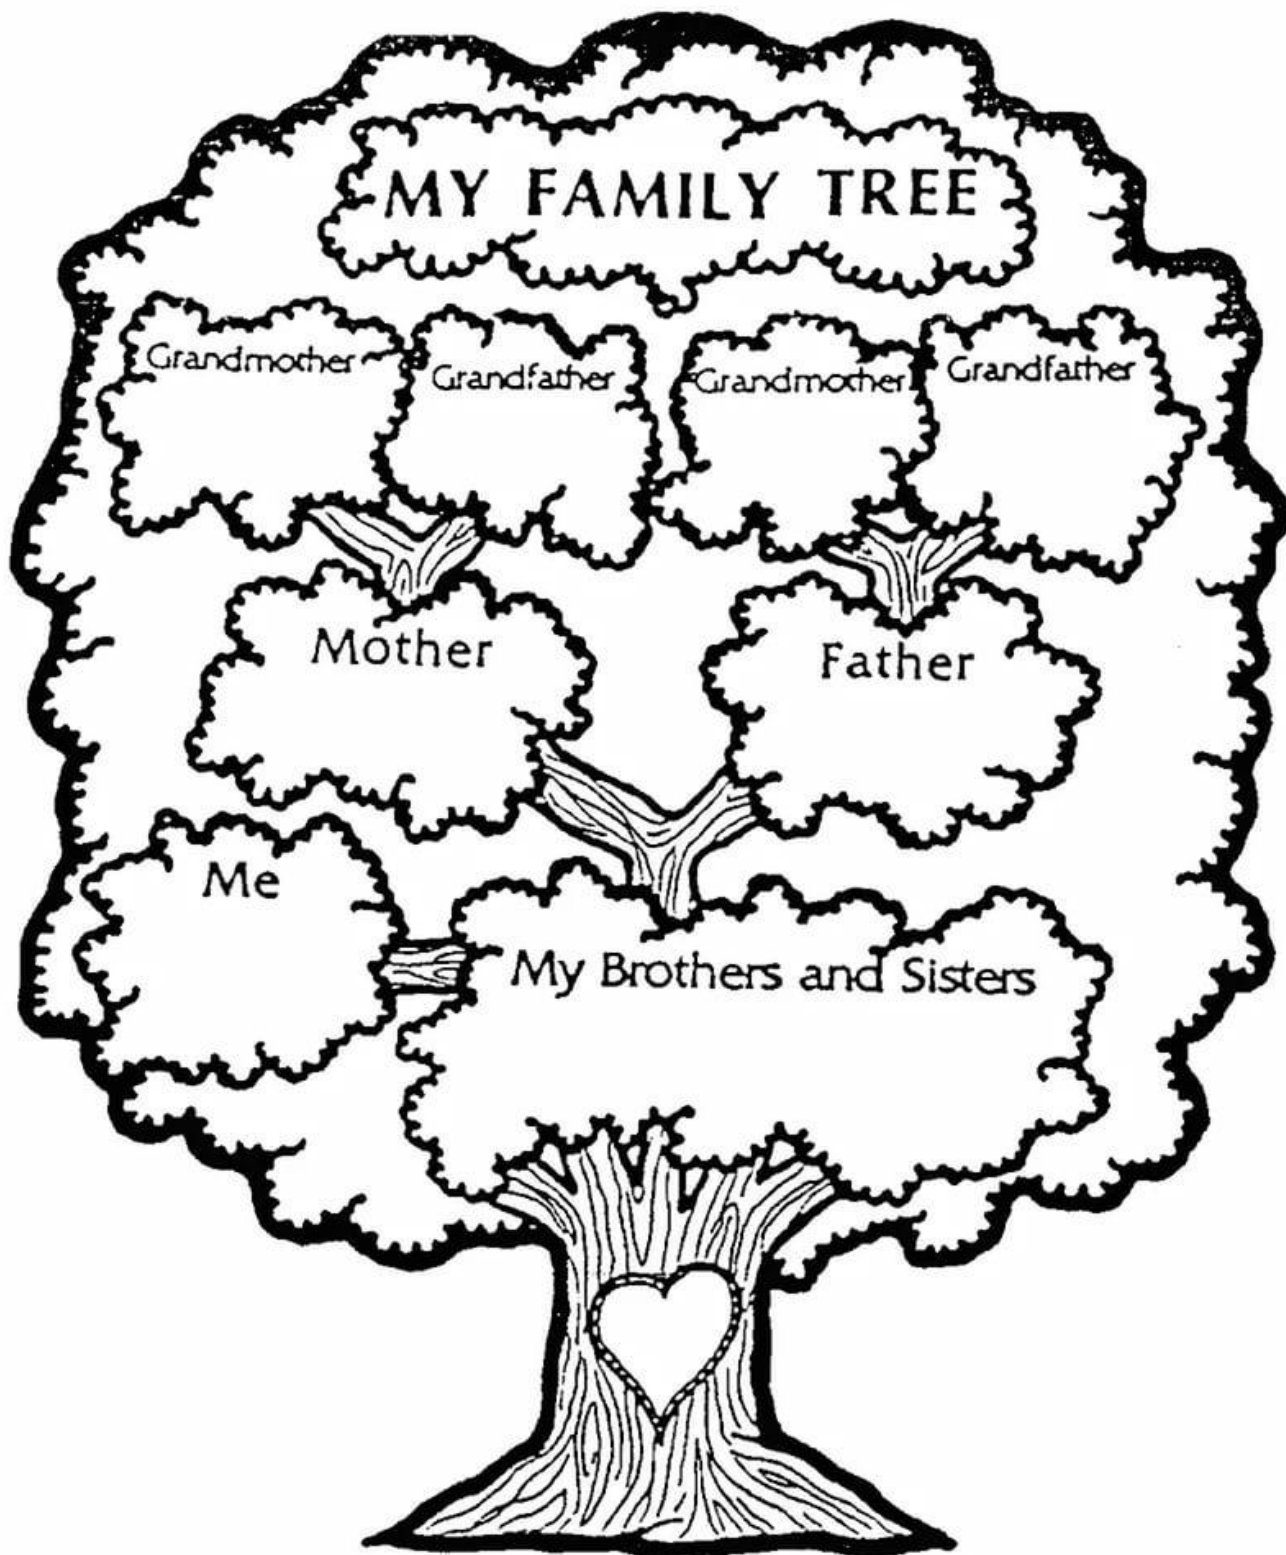 MY FAMILY TREE
Grandmother
Grandfather
Grandmother
Grandfather
Mother
Father
Me
My Brothers and Sisters